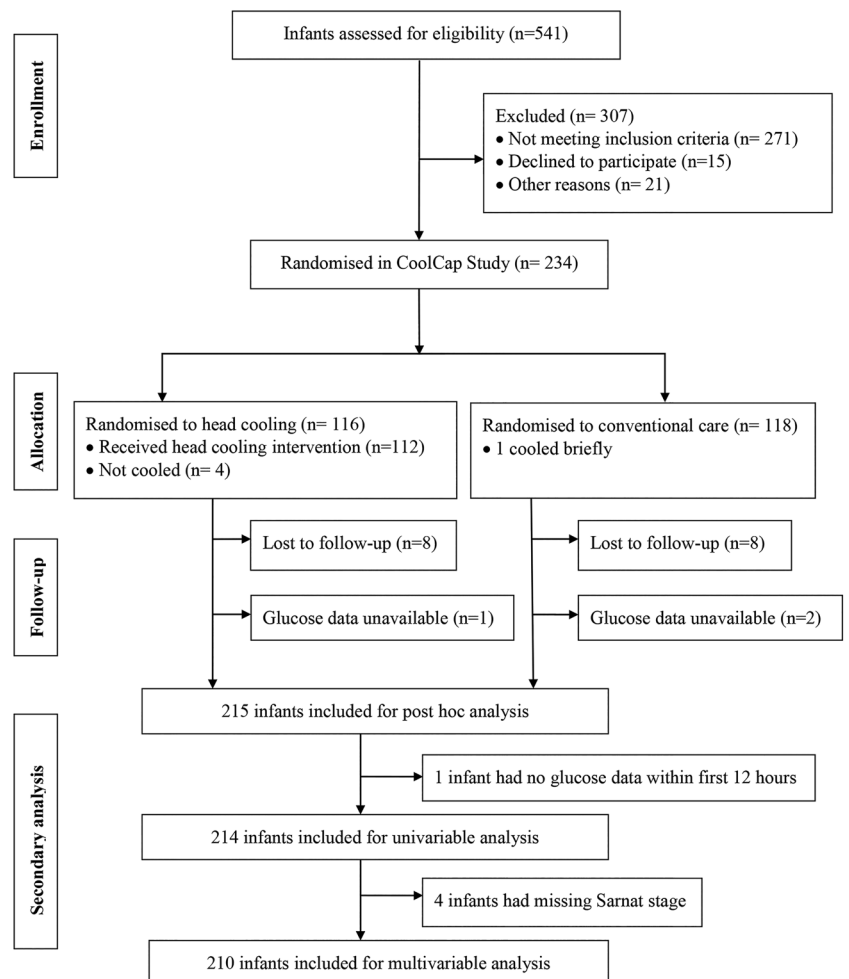 Enrollment
Infants assessed for eligibility (n=541)
Excluded (n= 307)
● Not meeting inclusion criteria (n= 271)
● Declined to participate (n=15)
● Other reasons (n= 21)
Randomised in CoolCap Study (n= 234)
Allocation
Randomised to head cooling (n= 116)
● Received head cooling intervention (n=112)
● Not cooled (n= 4)
Randomised to conventional care (n= 118)
● 1 cooled briefly
Follow-up
Lost to follow-up (n=8)
Lost to follow-up (n=8)
Glucose data unavailable (n=1)
Glucose data unavailable (n=2)
Secondary analysis
215 infants included for post hoc analysis
1 infant had no glucose data within first 12 hours
214 infants included for univariable analysis
4 infants had missing Sarnat stage
210 infants included for multivariable analysis